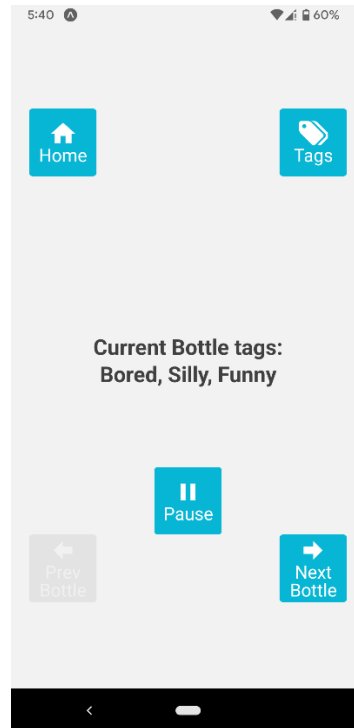 5:40
60%
Home
Tags
Current Bottle tags:
Bored, Silly, Funny
Pause
Prev
Bottle
Next
Bottle